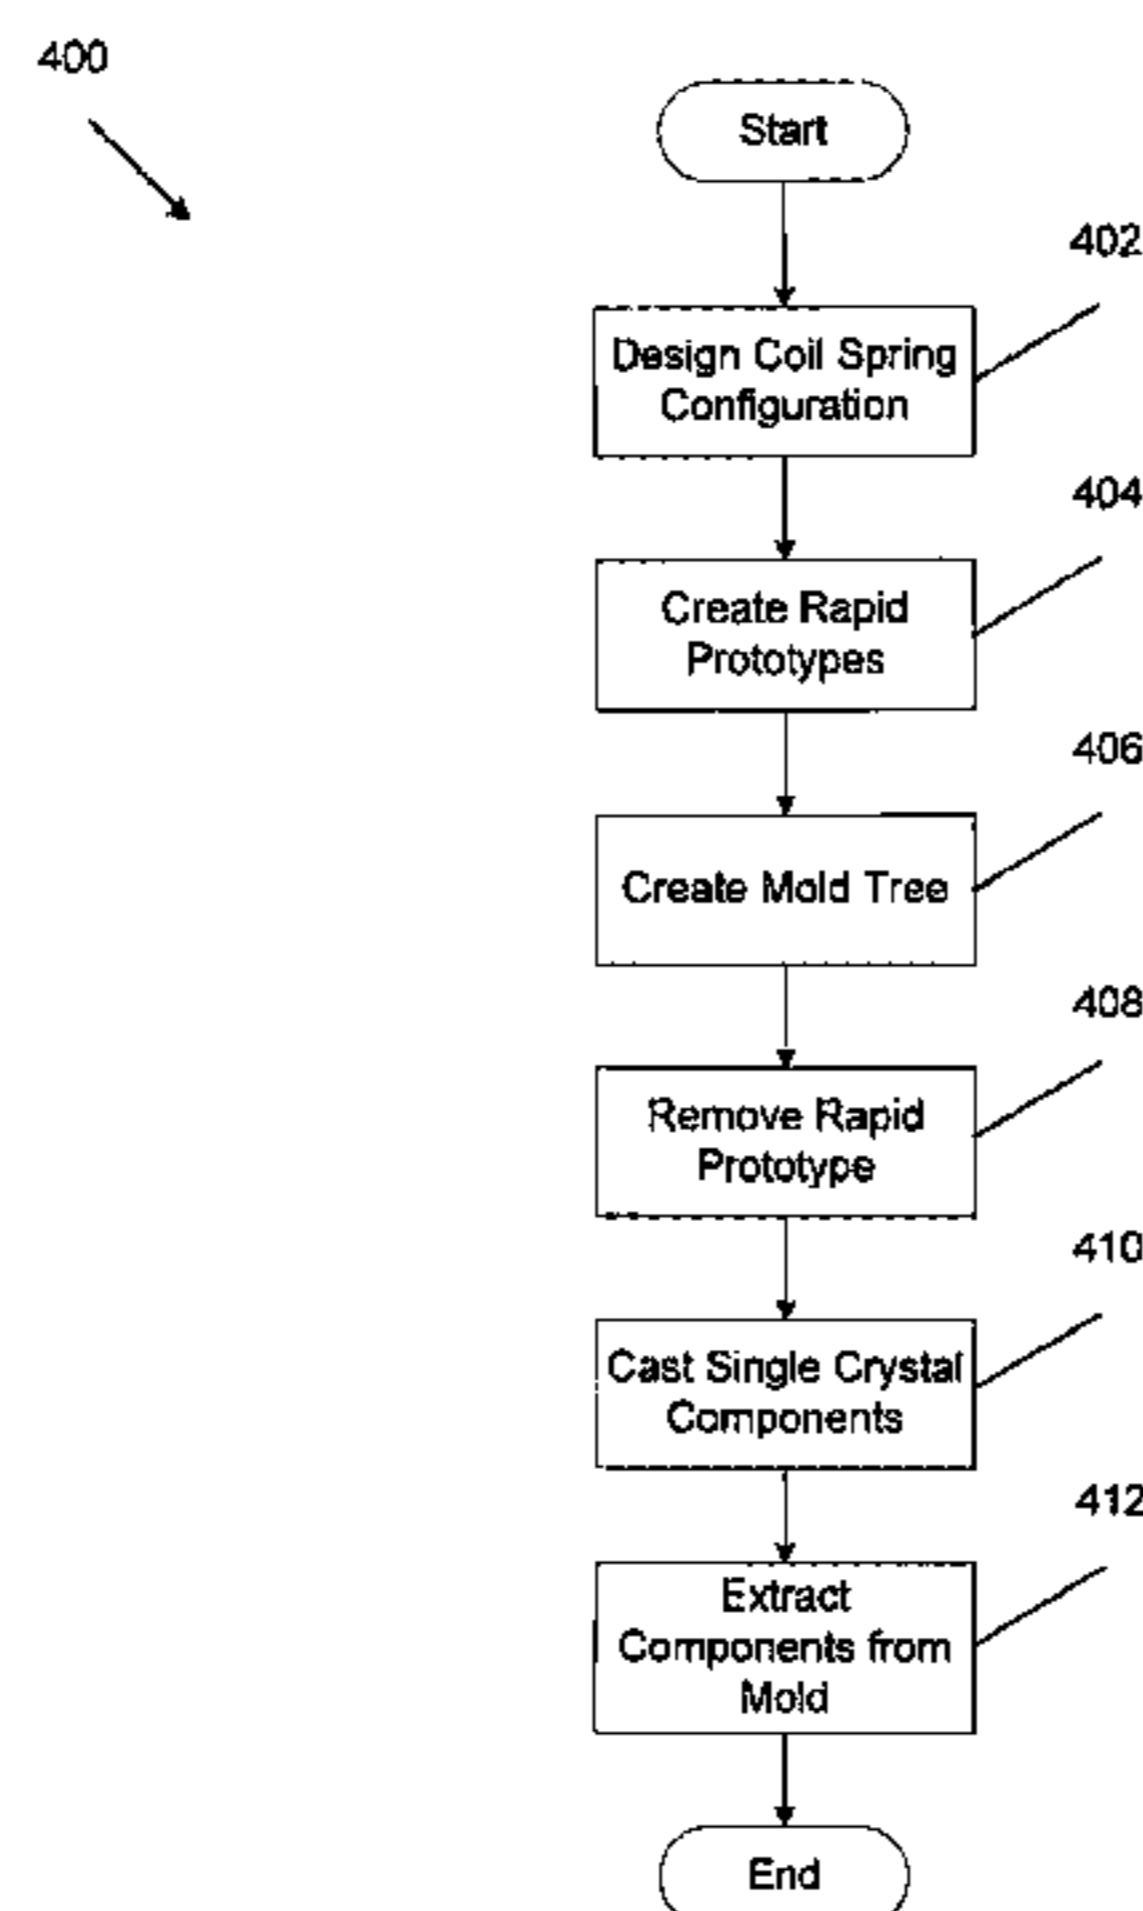 400
Start
402
Design Coil Spring
Configuration
404
Create Rapid
Prototypes
406
Create Mold Tree
408
Remove Rapid
Prototype
410
Cast Single Crystal
Components
412
Extract
Components from
Mold
End